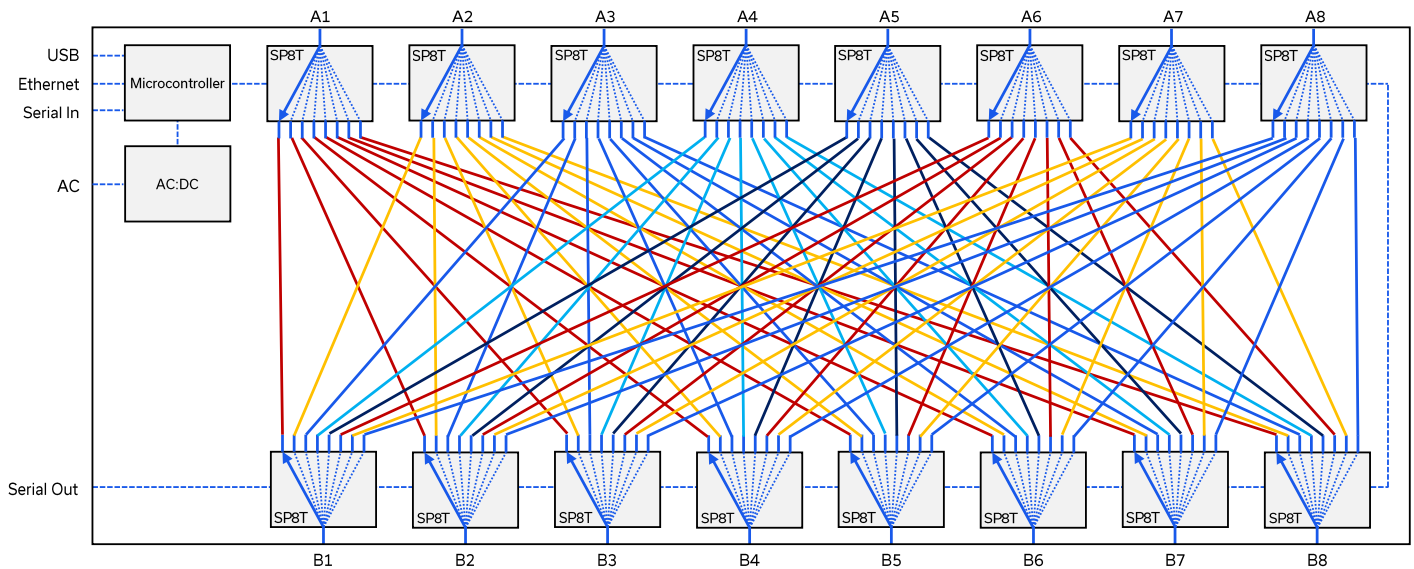 A1 A2 A3 A4 A5 A6 A7 A8
SP8T SP8T SP8T SP8T SP8T SP8T SP8T SP8T
USB
Ethernet
Microcontroller
Serial In
AC
AC:DC
Serial Out
SP8T SP8T SP8T SP8T SP8T SP8T SP8T SP8T
B1 B2 B3 B4 B5 B6 B7 B8